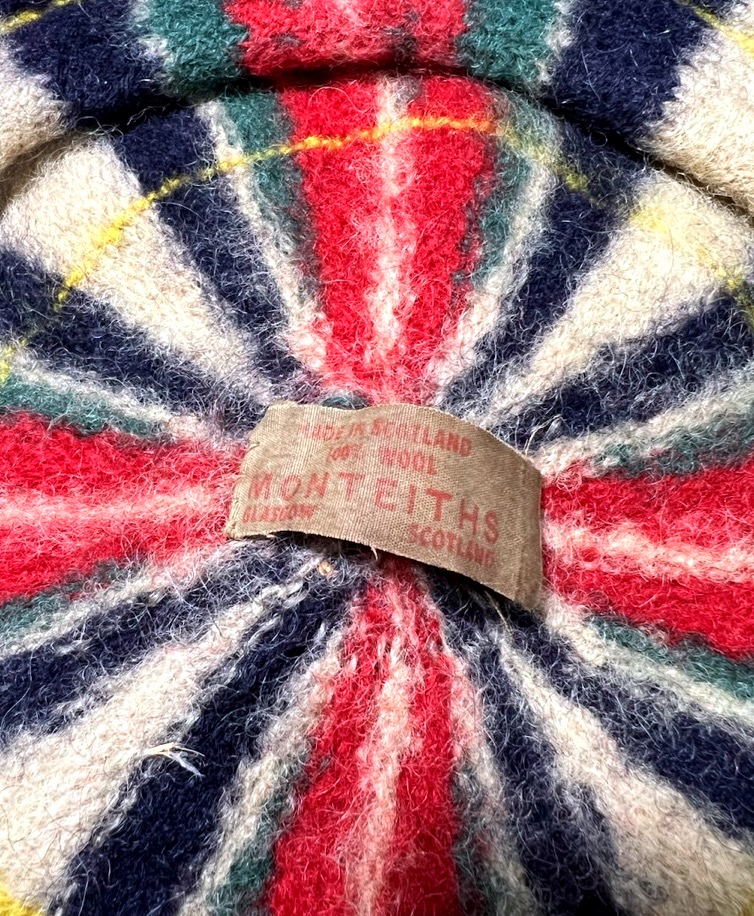 MADE IN SCOTLAND
100% WOOL
MONTEITHS
GLASGOW
SCOTLAND